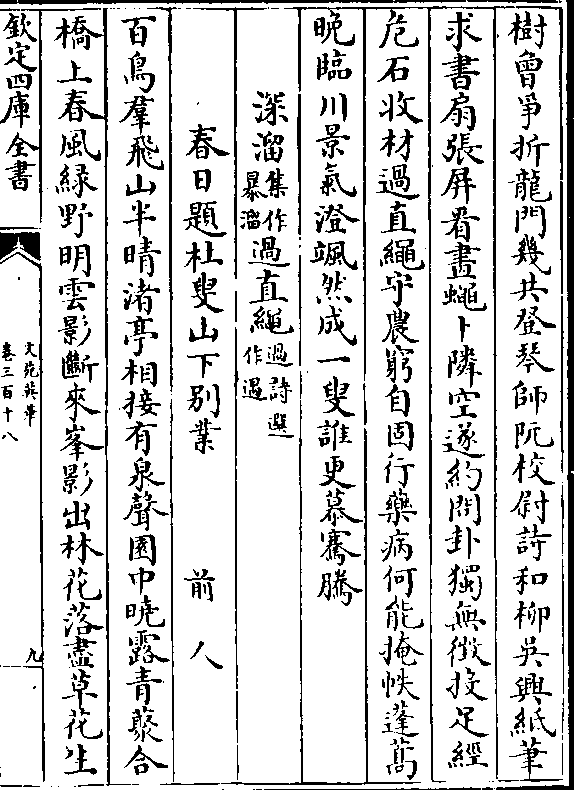 樹曾爭折龍門幾共登琴師阮校尉詩和柳吳興紙筆
求書扇張屏看畫蠅卜隣空遂約問卦獨無徴投足經
危石收材過直繩守農窮自固行藥病何能掩帙蓬蒿
晚臨川景氣澄颯然成一叟誰更慕騫騰
深溜集作暴溜過直繩過詩選作遇
春日題杜叟山下别業 前人
百鳥羣飛山半晴渚亭相接有泉聲園中曉露青藂合
橋上春風緑野明雲影斷來峯影出林花落盡草花生
欽定四庫全書
文苑英華
卷三百十八
九